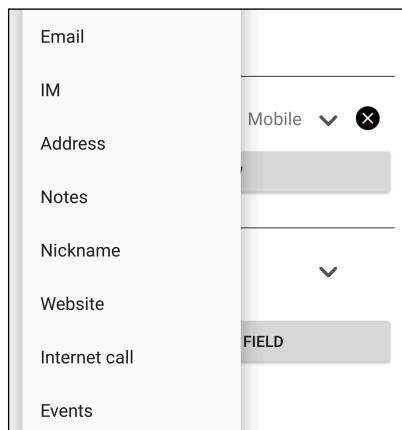 Email
IM
Mobile
Address
Notes
Nickname
Website
Internet call
FIELD
Events